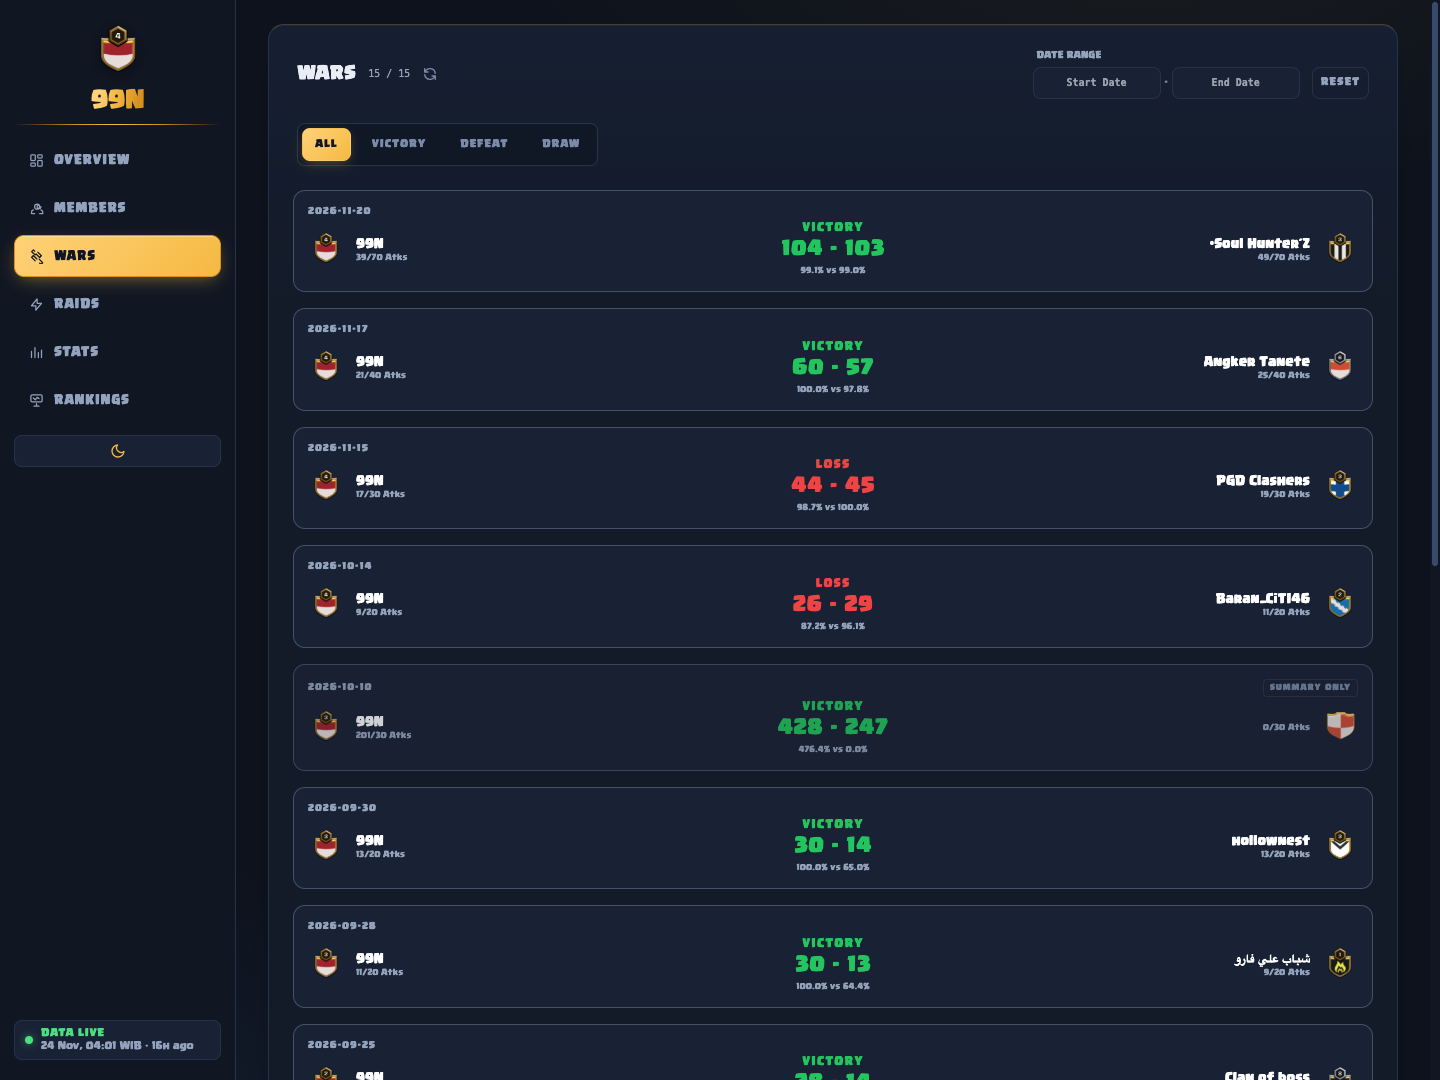 4
99N
OVERVIEW
MEMBERS
WARS
RAIDS
STATS
RANKINGS
DATA LIVE
24 Nov, 04:01 WIB · 16H ago
WARS 15 / 15
DATE RANGE
Start Date - End Date RESET
ALL VICTORY DEFEAT DRAW
2026-11-20
VICTORY
99N 104 - 103 •Soul Hunter'Z
39/70 Atks 49/70 Atks
99.1% vs 99.0%
2026-11-17
VICTORY
99N 60 - 57 Angker Tanete
21/40 Atks 25/40 Atks
100.0% vs 97.8%
2026-11-15
LOSS
99N 44 - 45 PGD Clashers
17/30 Atks 19/30 Atks
98.7% vs 100.0%
2026-10-14
LOSS
99N 26 - 29 Baran_CiT146
9/20 Atks 11/20 Atks
87.2% vs 96.1%
2026-10-10 SUMMARY ONLY
VICTORY
99N 428 - 247
201/30 Atks 0/30 Atks
476.4% vs 0.0%
2026-09-30
VICTORY
99N 30 - 14 Hollownest
13/20 Atks 13/20 Atks
100.0% vs 65.0%
2026-09-28
VICTORY
99N 30 - 13 شباب علي فارو
11/20 Atks 9/20 Atks
100.0% vs 64.4%
2026-09-25
VICTORY
99N Clan of boss